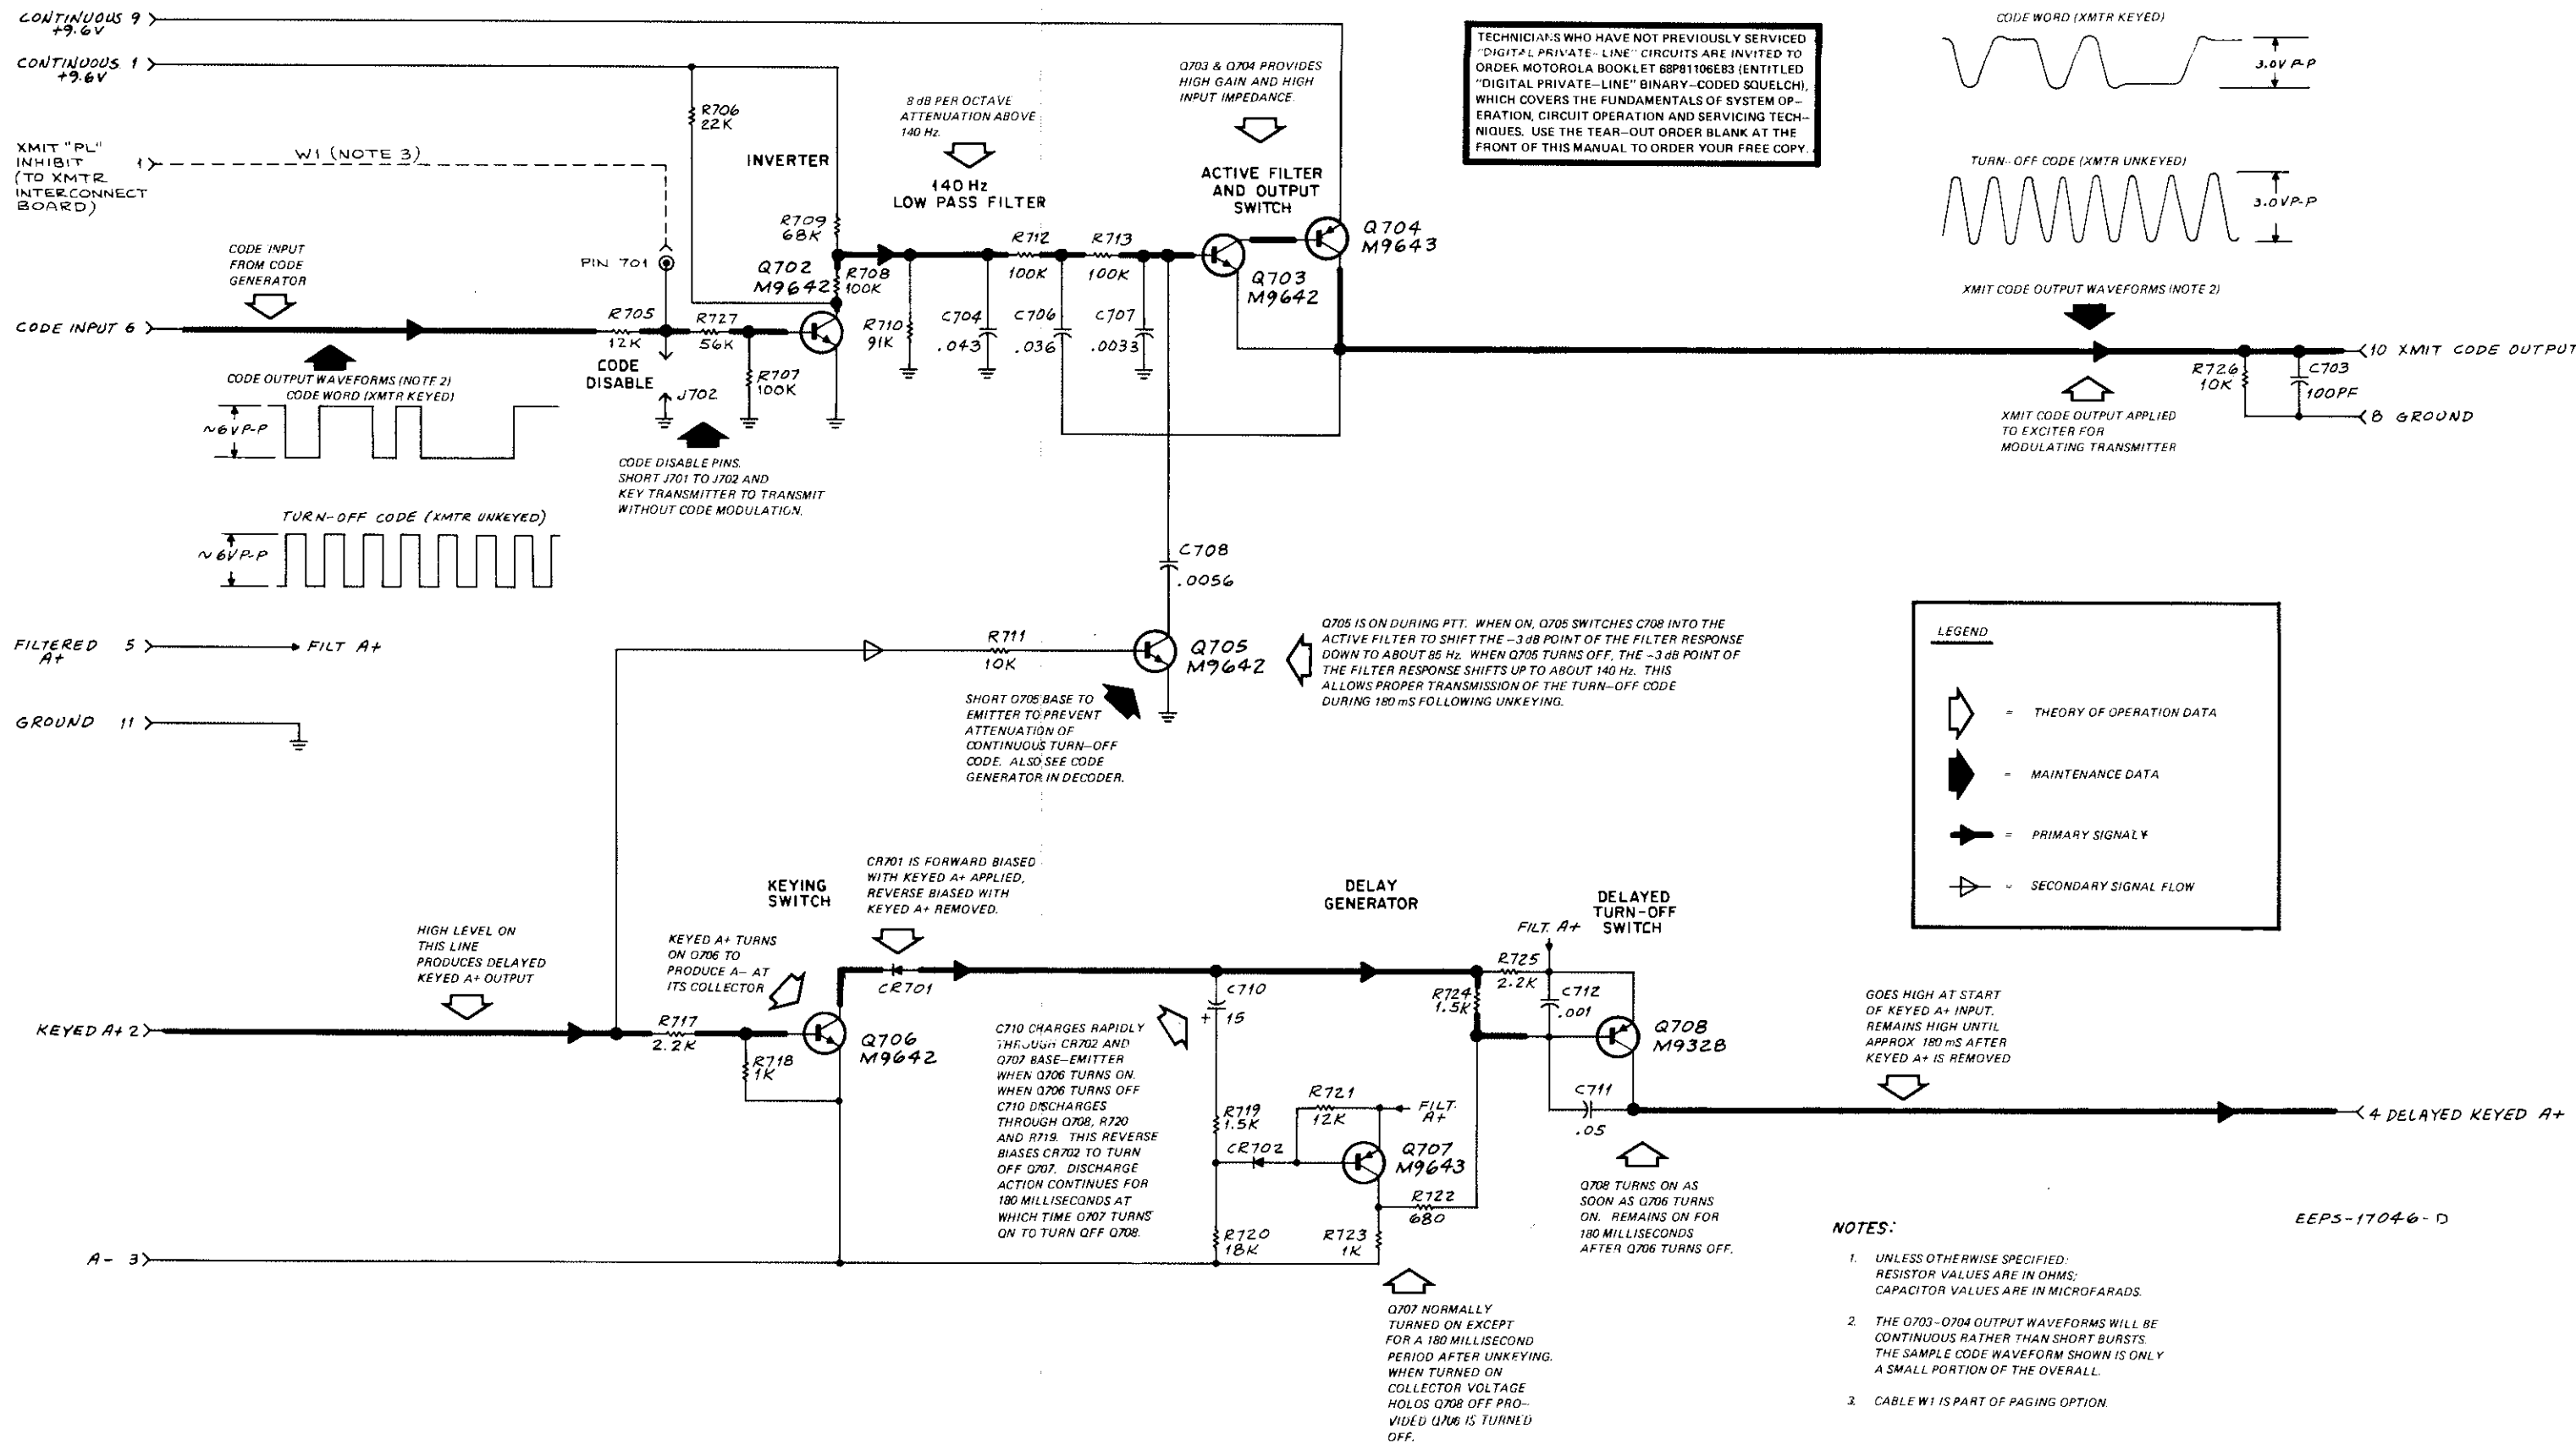 CONTINUOUS 9
+9.6V
CONTINUOUS 1
+9.6V
XMIT "PL"
INHIBIT 1
(TO XMTR
INTERCONNECT
BOARD)
W1 (NOTE 3)
R706
22K
INVERTER
8 dB PER OCTAVE
ATTENUATION ABOVE
140 Hz.
140 Hz
LOW PASS FILTER
Q703 & Q704 PROVIDES
HIGH GAIN AND HIGH
INPUT IMPEDANCE.
ACTIVE FILTER
AND OUTPUT
SWITCH
TECHNICIANS WHO HAVE NOT PREVIOUSLY SERVICED
"DIGITAL PRIVATE-LINE" CIRCUITS ARE INVITED TO
ORDER MOTOROLA BOOKLET 68P81106E83 (ENTITLED
"DIGITAL PRIVATE-LINE" BINARY-CODED SQUELCH),
WHICH COVERS THE FUNDAMENTALS OF SYSTEM OP-
ERATION, CIRCUIT OPERATION AND SERVICING TECH-
NIQUES. USE THE TEAR-OUT ORDER BLANK AT THE
FRONT OF THIS MANUAL TO ORDER YOUR FREE COPY.
CODE WORD (XMTR KEYED)
3.0V P-P
TURN-OFF CODE (XMTR UNKEYED)
3.0V P-P
XMIT CODE OUTPUT WAVEFORMS (NOTE 2)
CODE INPUT
FROM CODE
GENERATOR
CODE INPUT 6
PIN 701
R705
12K
R727
56K
CODE
DISABLE
J702
R707
100K
Q702
M9642
R709
68K
R708
100K
R710
91K
C704
.043
R712
100K
C706
.036
R713
100K
C707
.0033
Q703
M9642
Q704
M9643
R726
10K
C703
100PF
10 XMIT CODE OUTPUT
8 GROUND
XMIT CODE OUTPUT APPLIED
TO EXCITER FOR
MODULATING TRANSMITTER
CODE OUTPUT WAVEFORMS (NOTE 2)
CODE WORD (XMTR KEYED)
~6V P-P
TURN-OFF CODE (XMTR UNKEYED)
~6V P-P
CODE DISABLE PINS.
SHORT J701 TO J702 AND
KEY TRANSMITTER TO TRANSMIT
WITHOUT CODE MODULATION.
C708
.0056
FILTERED 5
A+
FILT A+
GROUND 11
R711
10K
Q705
M9642
Q705 IS ON DURING PTT. WHEN ON, Q705 SWITCHES C708 INTO THE
ACTIVE FILTER TO SHIFT THE -3 dB POINT OF THE FILTER RESPONSE
DOWN TO ABOUT 85 Hz. WHEN Q705 TURNS OFF, THE -3 dB POINT OF
THE FILTER RESPONSE SHIFTS UP TO ABOUT 140 Hz. THIS
ALLOWS PROPER TRANSMISSION OF THE TURN-OFF CODE
DURING 180 mS FOLLOWING UNKEYING.
SHORT Q705 BASE TO
EMITTER TO PREVENT
ATTENUATION OF
CONTINUOUS TURN-OFF
CODE. ALSO SEE CODE
GENERATOR IN DECODER.
LEGEND
= THEORY OF OPERATION DATA
= MAINTENANCE DATA
= PRIMARY SIGNAL
SECONDARY SIGNAL FLOW
HIGH LEVEL ON
THIS LINE
PRODUCES DELAYED
KEYED A+ OUTPUT
KEYED A+ 2
KEYING
SWITCH
KEYED A+ TURNS
ON Q706 TO
PRODUCE A- AT
ITS COLLECTOR
CR701 IS FORWARD BIASED
WITH KEYED A+ APPLIED,
REVERSE BIASED WITH
KEYED A+ REMOVED.
R717
2.2K
R718
1K
Q706
M9642
CR701
DELAY
GENERATOR
C710
+ 15
C710 CHARGES RAPIDLY
THROUGH CR702 AND
Q707 BASE-EMITTER
WHEN Q706 TURNS ON.
WHEN Q706 TURNS OFF
C710 DISCHARGES
THROUGH Q708, R720
AND R719. THIS REVERSE
BIASES CR702 TO TURN
OFF Q707. DISCHARGE
ACTION CONTINUES FOR
180 MILLISECONDS AT
WHICH TIME Q707 TURNS
ON TO TURN OFF Q708.
R719
1.5K
CR702
R720
18K
R721
12K
FILT.
A+
Q707
M9643
R722
680
R723
1K
DELAYED
TURN-OFF
SWITCH
FILT. A+
R725
2.2K
R724
1.5K
C712
.001
Q708
M9328
C711
.05
GOES HIGH AT START
OF KEYED A+ INPUT.
REMAINS HIGH UNTIL
APPROX 180 mS AFTER
KEYED A+ IS REMOVED
4 DELAYED KEYED A+
Q708 TURNS ON AS
SOON AS Q706 TURNS
ON. REMAINS ON FOR
180 MILLISECONDS
AFTER Q706 TURNS OFF.
A- 3
Q707 NORMALLY
TURNED ON EXCEPT
FOR A 180 MILLISECOND
PERIOD AFTER UNKEYING.
WHEN TURNED ON
COLLECTOR VOLTAGE
HOLDS Q708 OFF PRO-
VIDED Q706 IS TURNED
OFF.
EEPS-17046-D
NOTES:
1. UNLESS OTHERWISE SPECIFIED:
RESISTOR VALUES ARE IN OHMS;
CAPACITOR VALUES ARE IN MICROFARADS.
2. THE Q703-Q704 OUTPUT WAVEFORMS WILL BE
CONTINUOUS RATHER THAN SHORT BURSTS.
THE SAMPLE CODE WAVEFORM SHOWN IS ONLY
A SMALL PORTION OF THE OVERALL.
3. CABLE W1 IS PART OF PAGING OPTION.